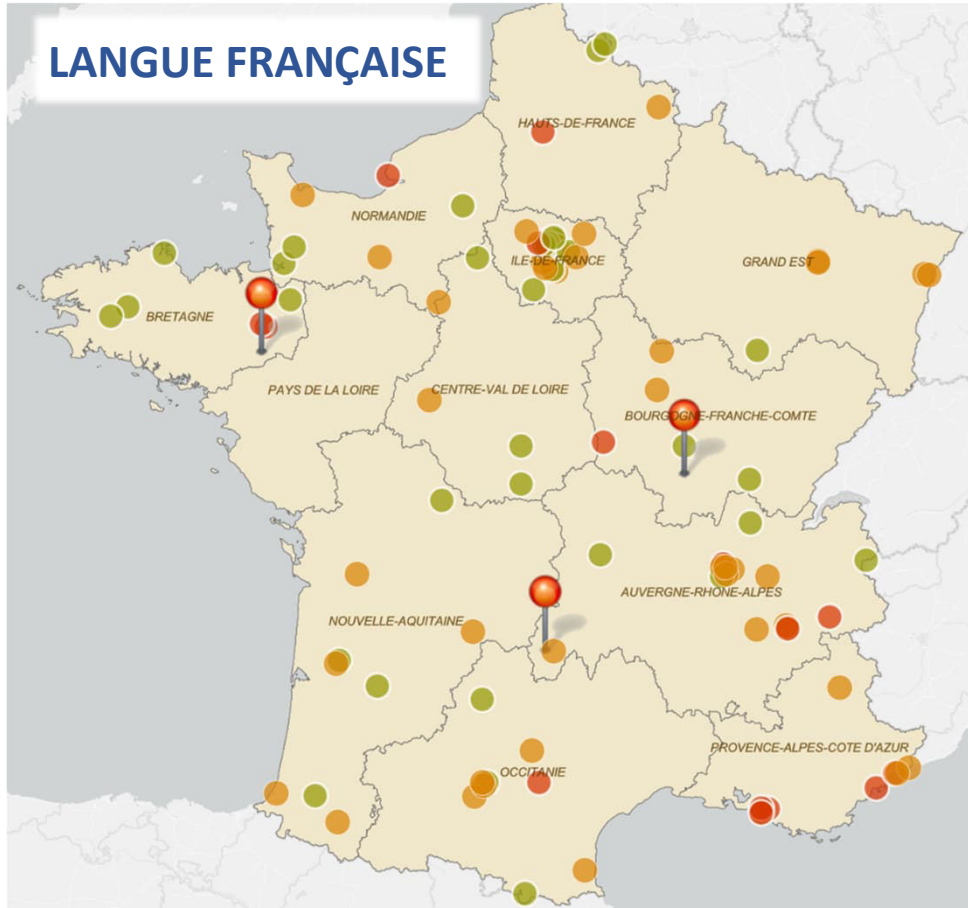 LANGUE FRANÇAISE
HAUTS-DE-FRANCE
NORMANDIE
ILE-DE-FRANCE
GRAND EST
BRETAGNE
PAYS DE LA LOIRE
CENTRE-VAL DE LOIRE
BOURGOGNE-FRANCHE-COMTE
AUVERGNE-RHONE-ALPES
NOUVELLE-AQUITAINE
PROVENCE-ALPES-COTE D'AZUR
OCCITANIE